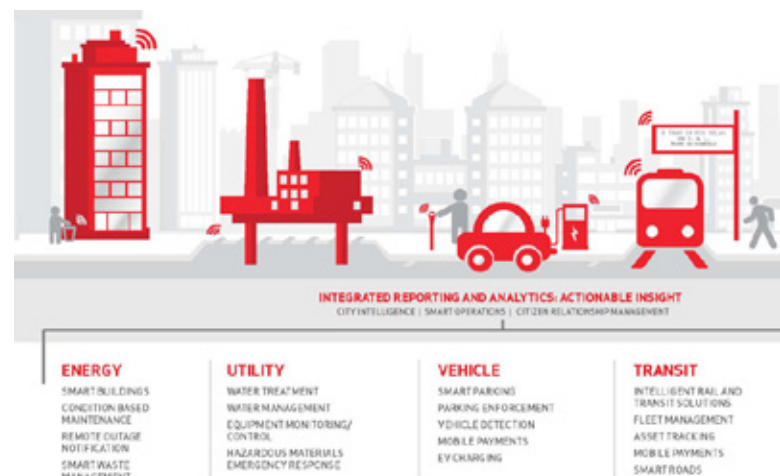 INTEGRATED REPORTING AND ANALYTICS: ACTIONABLE INSIGHT
CITY INTELLIGENCE | SMART OPERATIONS | CITIZEN RELATIONSHIP MANAGEMENT
ENERGY
SMART BUILDINGS
CONDITION BASED
MAINTENANCE
REMOTE OUTAGE
NOTIFICATION
SMART WASTE
MANAGEMENT
UTILITY
WATER TREATMENT
WATER MANAGEMENT
EQUIPMENT MONITORING/
CONTROL
HAZARDOUS MATERIALS
EMERGENCY RESPONSE
VEHICLE
SMART PARKING
PARKING ENFORCEMENT
VEHICLE DETECTION
MOBILE PAYMENTS
EV CHARGING
TRANSIT
INTELLIGENT RAIL AND
TRANSIT SOLUTIONS
FLEET MANAGEMENT
ASSET TRACKING
MOBILE PAYMENTS
SMART ROADS